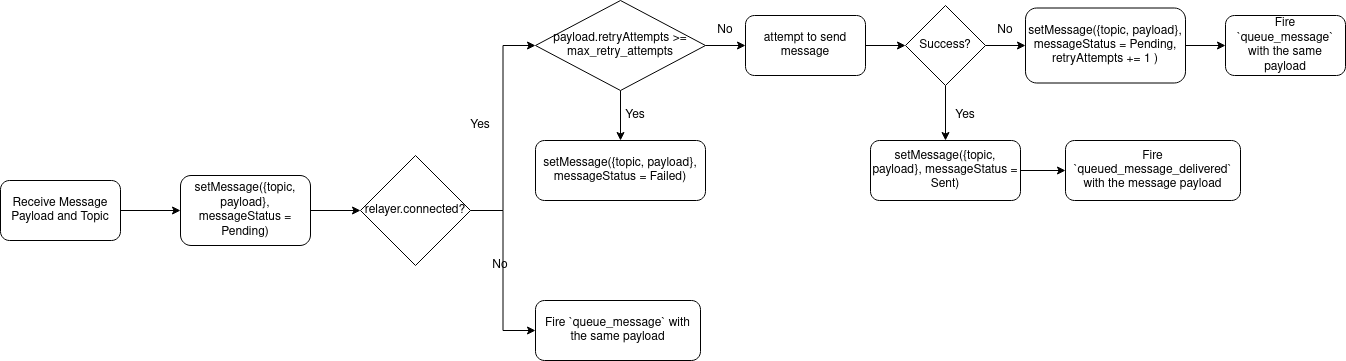 Receive Message
Payload and Topic
setMessage({topic,
payload},
messageStatus =
Pending)
relayer.connected?
Yes
No
payload.retryAttempts >=
max_retry_attempts
Yes
setMessage({topic, payload},
messageStatus = Failed)
No
attempt to send
message
Success?
No
setMessage({topic, payload},
messageStatus = Pending,
retryAttempts += 1 )
Fire
`queue_message`
with the same
payload
Yes
setMessage({topic,
payload}, messageStatus =
Sent)
Fire
`queued_message_delivered`
with the message payload
Fire `queue_message` with
the same payload